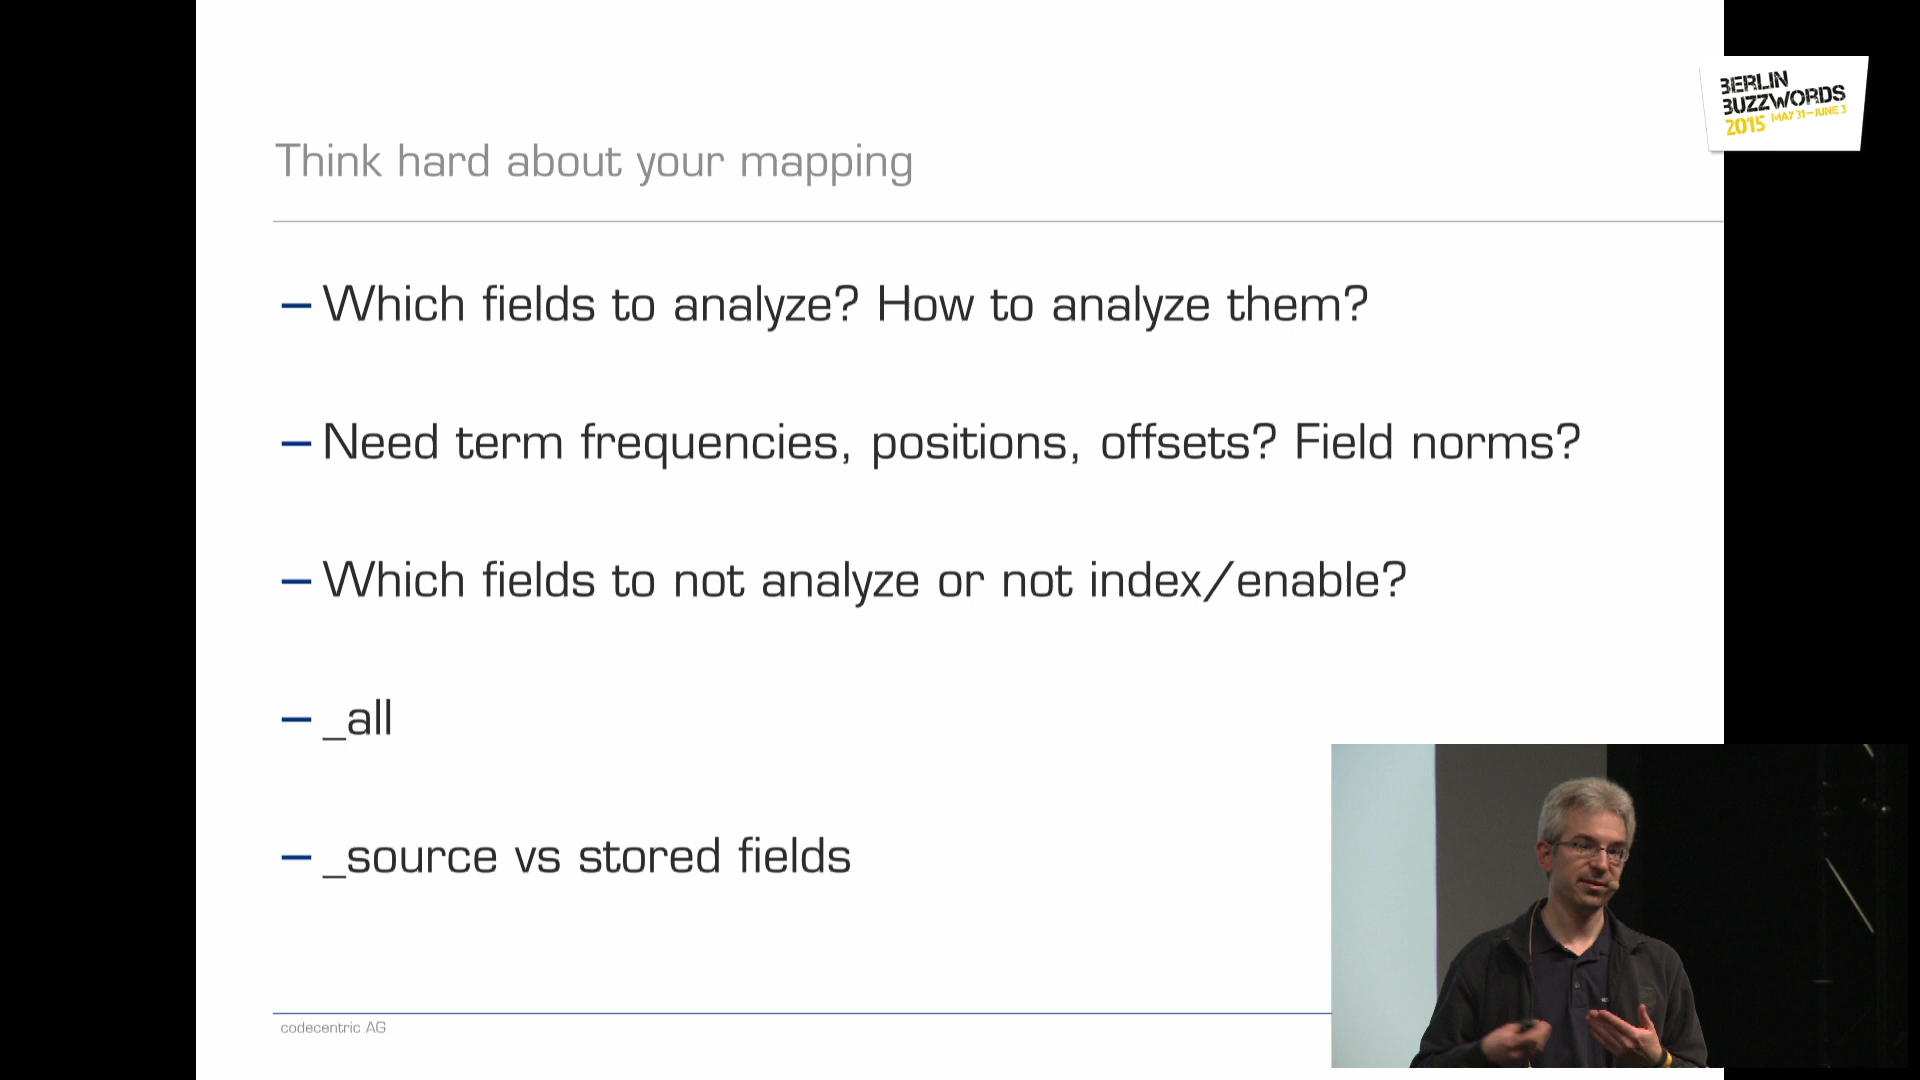 BERLIN
BUZZWORDS
2015 MAY 31–JUNE 3
Think hard about your mapping
– Which fields to analyze? How to analyze them?
– Need term frequencies, positions, offsets? Field norms?
– Which fields to not analyze or not index/enable?
– _all
– _source vs stored fields
codecentric AG